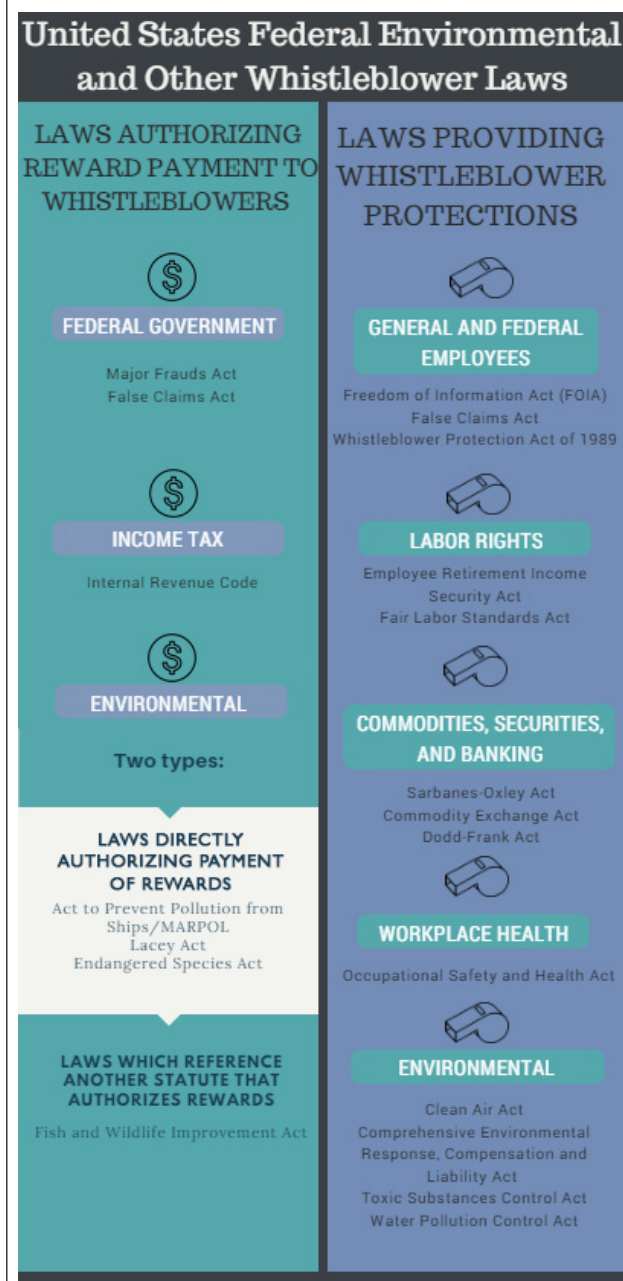 United States Federal Environmental
and Other Whistleblower Laws
LAWS AUTHORIZING
REWARD PAYMENT TO
WHISTLEBLOWERS
FEDERAL GOVERNMENT
Major Frauds Act
False Claims Act
INCOME TAX
Internal Revenue Code
ENVIRONMENTAL
Two types:
LAWS DIRECTLY
AUTHORIZING PAYMENT
OF REWARDS
Act to Prevent Pollution from
Ships/MARPOL
Lacey Act
Endangered Species Act
LAWS WHICH REFERENCE
ANOTHER STATUTE THAT
AUTHORIZES REWARDS
Fish and Wildlife Improvement Act
LAWS PROVIDING
WHISTLEBLOWER
PROTECTIONS
GENERAL AND FEDERAL
EMPLOYEES
Freedom of Information Act (FOIA)
False Claims Act
Whistleblower Protection Act of 1989
LABOR RIGHTS
Employee Retirement Income
Security Act
Fair Labor Standards Act
COMMODITIES, SECURITIES,
AND BANKING
Sarbanes-Oxley Act
Commodity Exchange Act
Dodd-Frank Act
WORKPLACE HEALTH
Occupational Safety and Health Act
ENVIRONMENTAL
Clean Air Act
Comprehensive Environmental
Response, Compensation and
Liability Act
Toxic Substances Control Act
Water Pollution Control Act